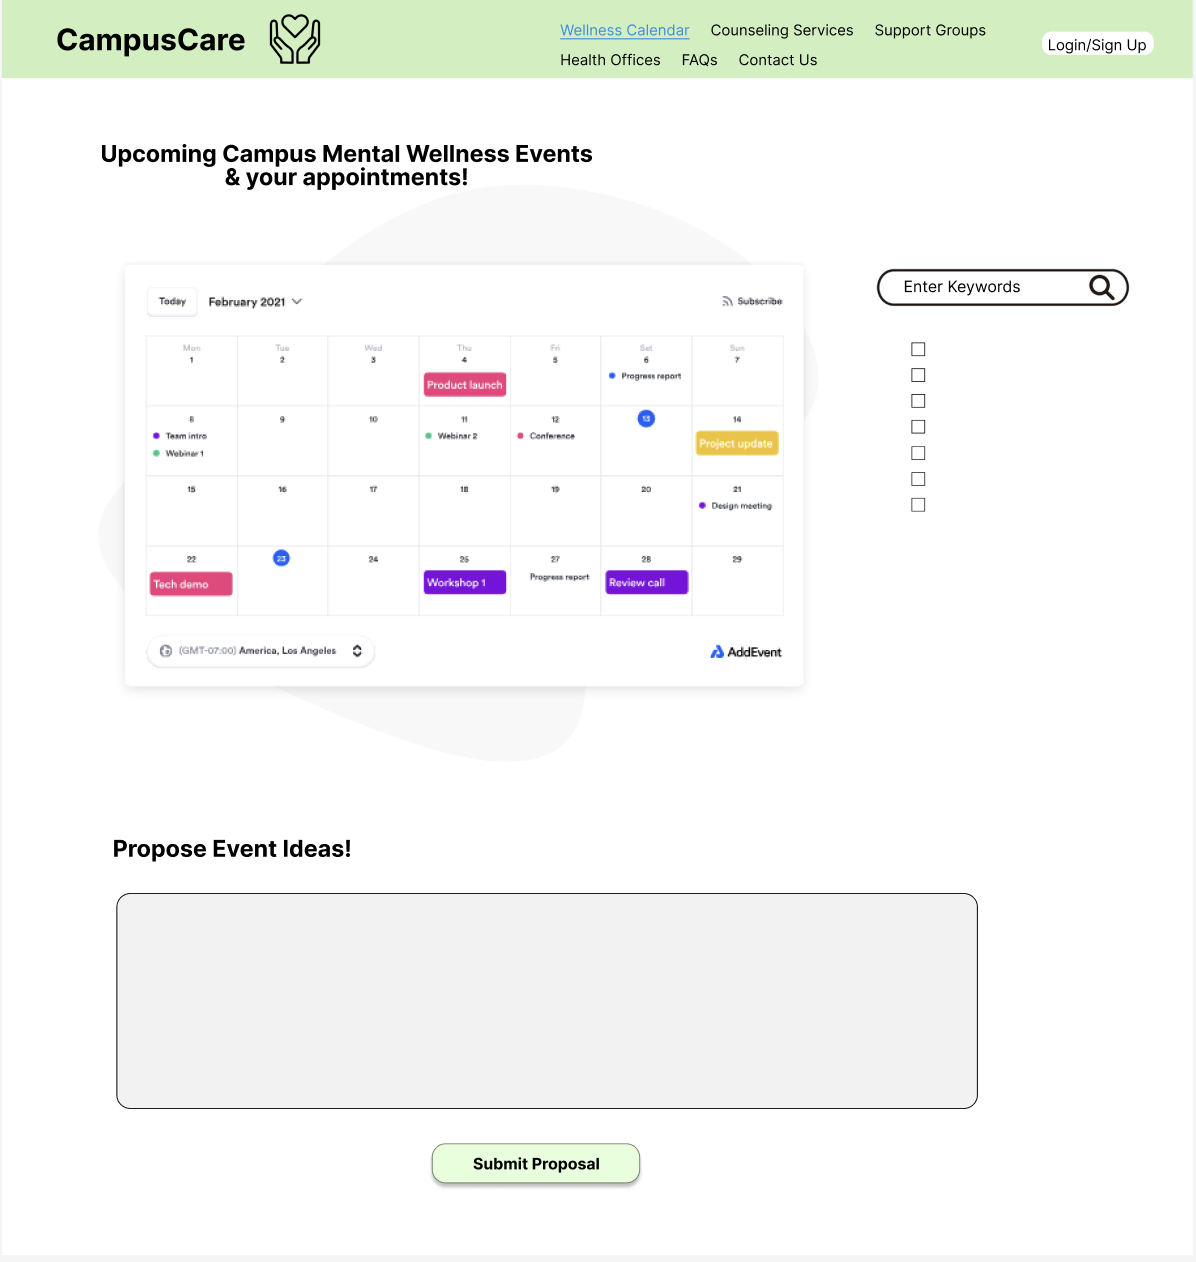 CampusCare
Wellness Calendar Counseling Services Support Groups
Health Offices FAQs Contact Us
Login/Sign Up
Upcoming Campus Mental Wellness Events
& your appointments!
Today February 2021 Subscribe
Mon Tue Wed Thu Fri Sat Sun
1 2 3 4 5 6 7
Product launch Progress report
8 9 10 11 12 13 14
Team intro Webinar 2 Conference Project update
Webinar 1
15 16 17 18 19 20 21
Design meeting
22 23 24 25 27 28 29
Tech demo Workshop 1 Progress report Review call
(GMT-07:00) America, Los Angeles AddEvent
Enter Keywords
Propose Event Ideas!
Submit Proposal